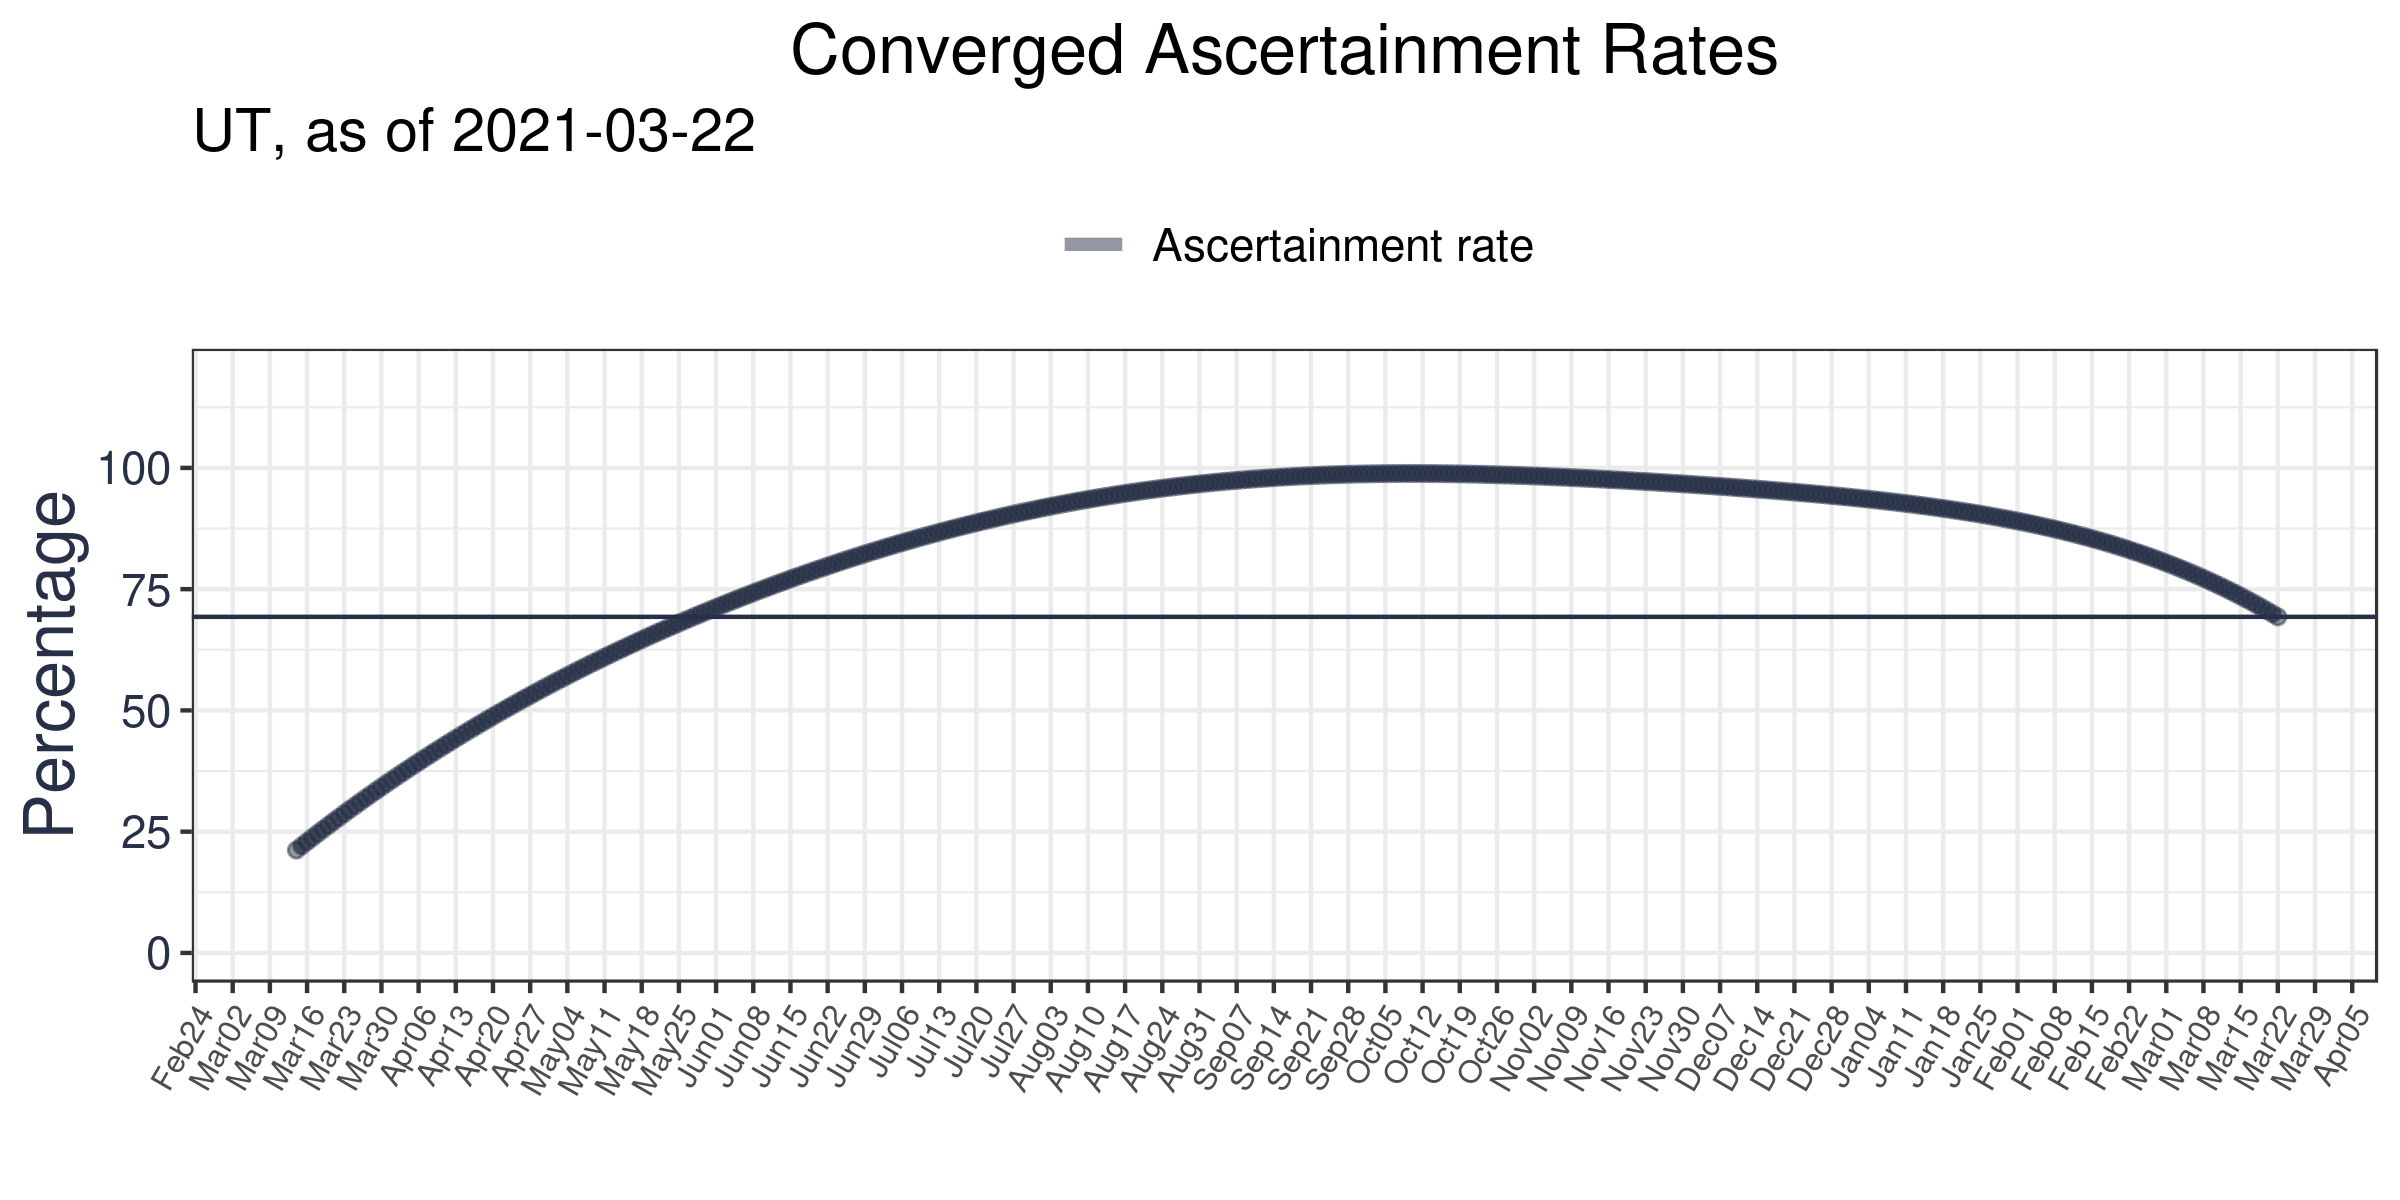 Converged Ascertainment Rates
UT, as of 2021-03-22
Ascertainment rate
Percentage
100
75
50
25
0
Feb24
Mar02
Mar09
Mar16
Mar23
Mar30
Apr06
Apr13
Apr20
Apr27
May04
May11
May18
May25
Jun01
Jun08
Jun15
Jun22
Jun29
Jul06
Jul13
Jul20
Jul27
Aug03
Aug10
Aug17
Aug24
Aug31
Sep07
Sep14
Sep21
Sep28
Oct05
Oct12
Oct19
Oct26
Nov02
Nov09
Nov16
Nov23
Nov30
Dec07
Dec14
Dec21
Dec28
Jan04
Jan11
Jan18
Jan25
Feb01
Feb08
Feb15
Feb22
Mar01
Mar08
Mar15
Mar22
Mar29
Apr05